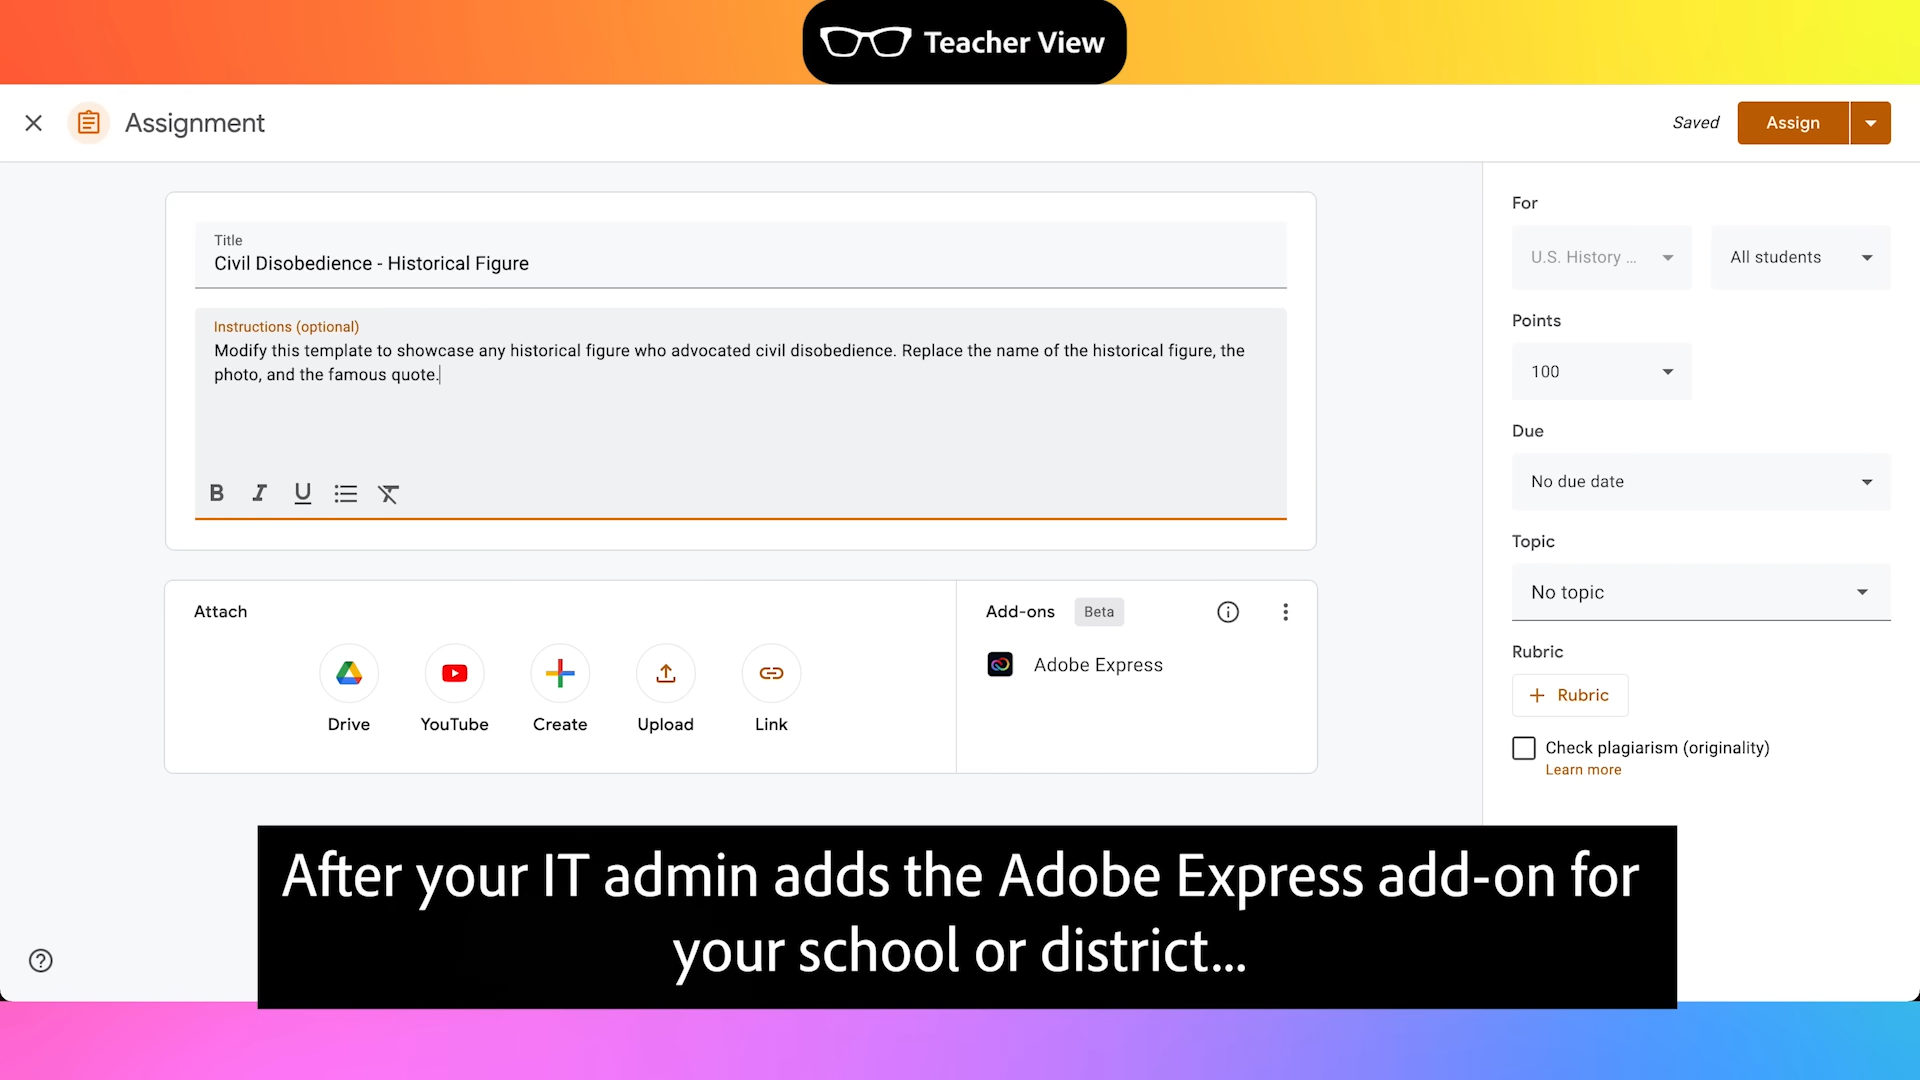 Teacher View
Assignment
Saved
Assign
Title
Civil Disobedience - Historical Figure
Instructions (optional)
Modify this template to showcase any historical figure who advocated civil disobedience. Replace the name of the historical figure, the
photo, and the famous quote.
B I U
Attach
Drive
YouTube
Create
Upload
Link
Add-ons
Beta
Adobe Express
For
U.S. History ...
All students
Points
100
Due
No due date
Topic
No topic
Rubric
+ Rubric
Check plagiarism (originality)
Learn more
After your IT admin adds the Adobe Express add-on for
your school or district...